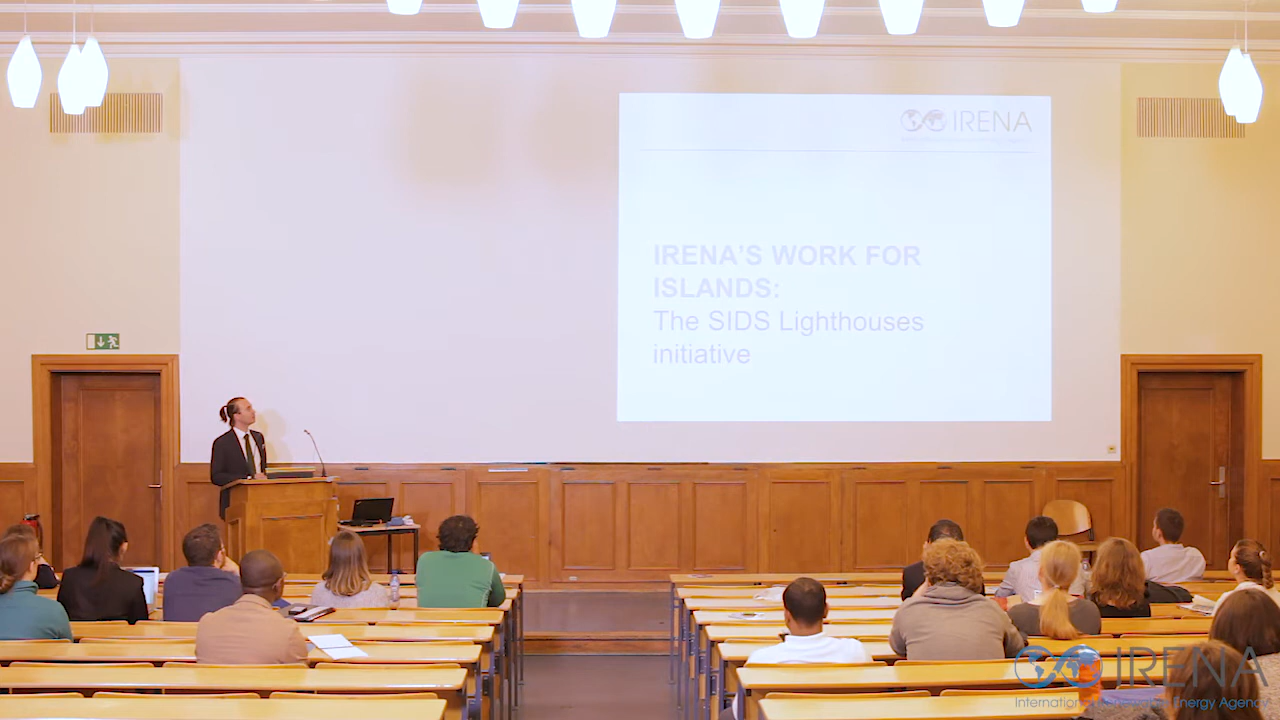 IRENA
IRENA'S WORK FOR
ISLANDS:
The SIDS Lighthouses
initiative
IRENA
International Renewable Energy Agency